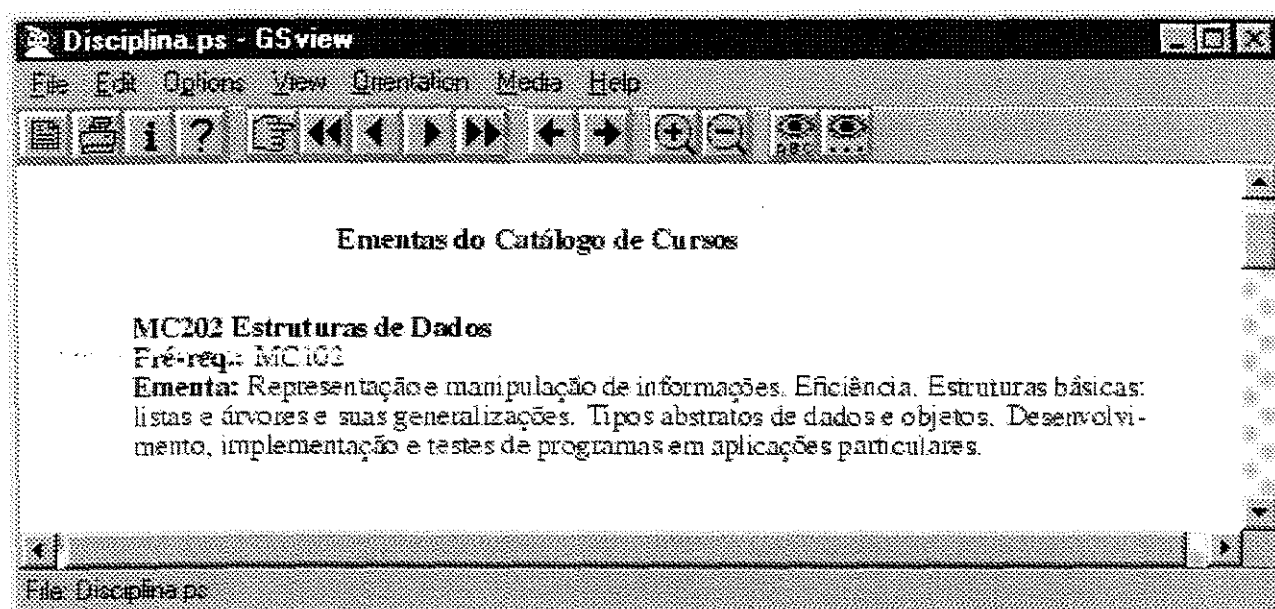 Disciplina.ps - GSview
File Edit Options View Orientation Media Help
Ementas do Catálogo de Cursos
MC202 Estruturas de Dados
Pré-req.: MC102
Ementa: Representação e manipulação de informações. Eficiência. Estruturas básicas:
listas e árvores e suas generalizações. Tipos abstratos de dados e objetos. Desenvolvi-
mento, implementação e testes de programas em aplicações particulares.
File: Disciplina.ps